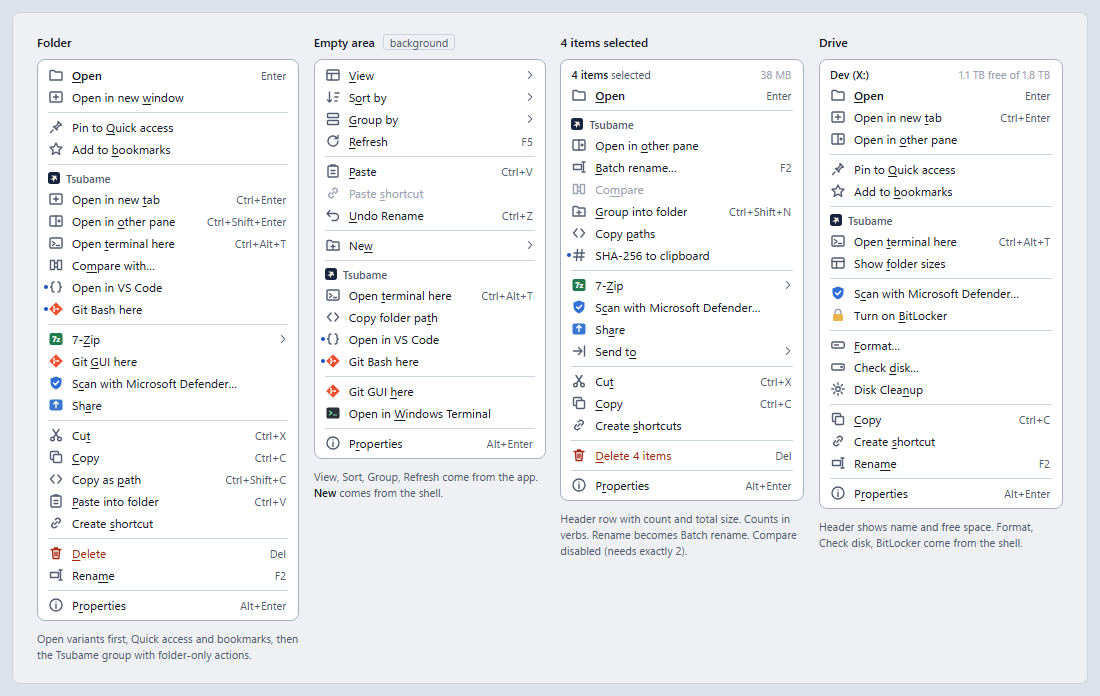 Folder
Open Enter
Open in new window
Pin to Quick access
Add to bookmarks
Tsubame
Open in new tab Ctrl+Enter
Open in other pane Ctrl+Shift+Enter
Open terminal here Ctrl+Alt+T
Compare with...
Open in VS Code
Git Bash here
7z 7-Zip
Git GUI here
Scan with Microsoft Defender...
Share
Cut Ctrl+X
Copy Ctrl+C
Copy as path Ctrl+Shift+C
Paste into folder Ctrl+V
Create shortcut
Delete Del
Rename F2
Properties Alt+Enter
Open variants first, Quick access and bookmarks, then
the Tsubame group with folder-only actions.
Empty area background
View
Sort by
Group by
Refresh F5
Paste Ctrl+V
Paste shortcut
Undo Rename Ctrl+Z
New
Tsubame
Open terminal here Ctrl+Alt+T
Copy folder path
Open in VS Code
Git Bash here
Git GUI here
Open in Windows Terminal
Properties Alt+Enter
View, Sort, Group, Refresh come from the app.
New comes from the shell.
4 items selected
4 items selected 38 MB
Open Enter
Tsubame
Open in other pane
Batch rename... F2
Compare
Group into folder Ctrl+Shift+N
Copy paths
SHA-256 to clipboard
7z 7-Zip
Scan with Microsoft Defender...
Share
Send to
Cut Ctrl+X
Copy Ctrl+C
Create shortcuts
Delete 4 items Del
Properties Alt+Enter
Header row with count and total size. Counts in
verbs. Rename becomes Batch rename. Compare
disabled (needs exactly 2).
Drive
Dev (X:) 1.1 TB free of 1.8 TB
Open Enter
Open in new tab Ctrl+Enter
Open in other pane
Pin to Quick access
Add to bookmarks
Tsubame
Open terminal here Ctrl+Alt+T
Show folder sizes
Scan with Microsoft Defender...
Turn on BitLocker
Format...
Check disk...
Disk Cleanup
Copy Ctrl+C
Create shortcut
Rename F2
Properties Alt+Enter
Header shows name and free space. Format,
Check disk, BitLocker come from the shell.